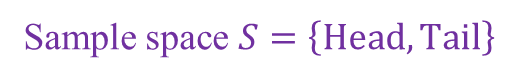 Sample space S = {Head, Tail}